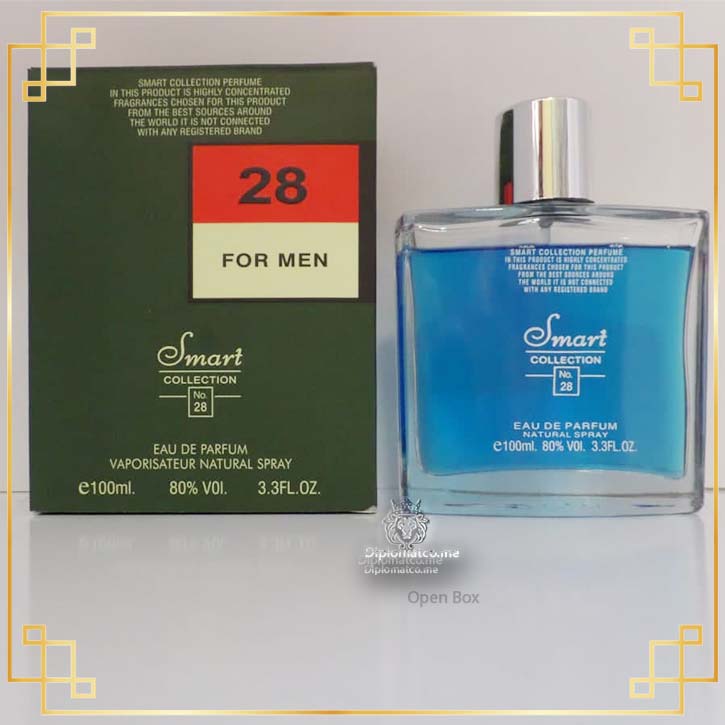 SMART COLLECTION PERFUME
IN THIS PRODUCT IS HIGHLY CONCENTRATED
FRAGRANCES CHOSEN FOR THIS PRODUCT
FROM THE BEST SOURCES AROUND
THE WORLD IT IS NOT CONNECTED
WITH ANY REGISTERED BRAND
28
FOR MEN
Smart
COLLECTION
No.
28
EAU DE PARFUM
VAPORISATEUR NATURAL SPRAY
e100ml. 80% VOl. 3.3FL.OZ.
SMART COLLECTION PERFUME
IN THIS PRODUCT IS HIGHLY CONCENTRATED
FRAGRANCES CHOSEN FOR THIS PRODUCT
FROM THE BEST SOURCES AROUND
THE WORLD IT IS NOT CONNECTED
WITH ANY REGISTERED BRAND
Smart
COLLECTION
No.
28
EAU DE PARFUM
NATURAL SPRAY
e100ml. 80% VOl. 3.3FL.OZ.
Diplomatco.me
Diplomatco.me
Open Box